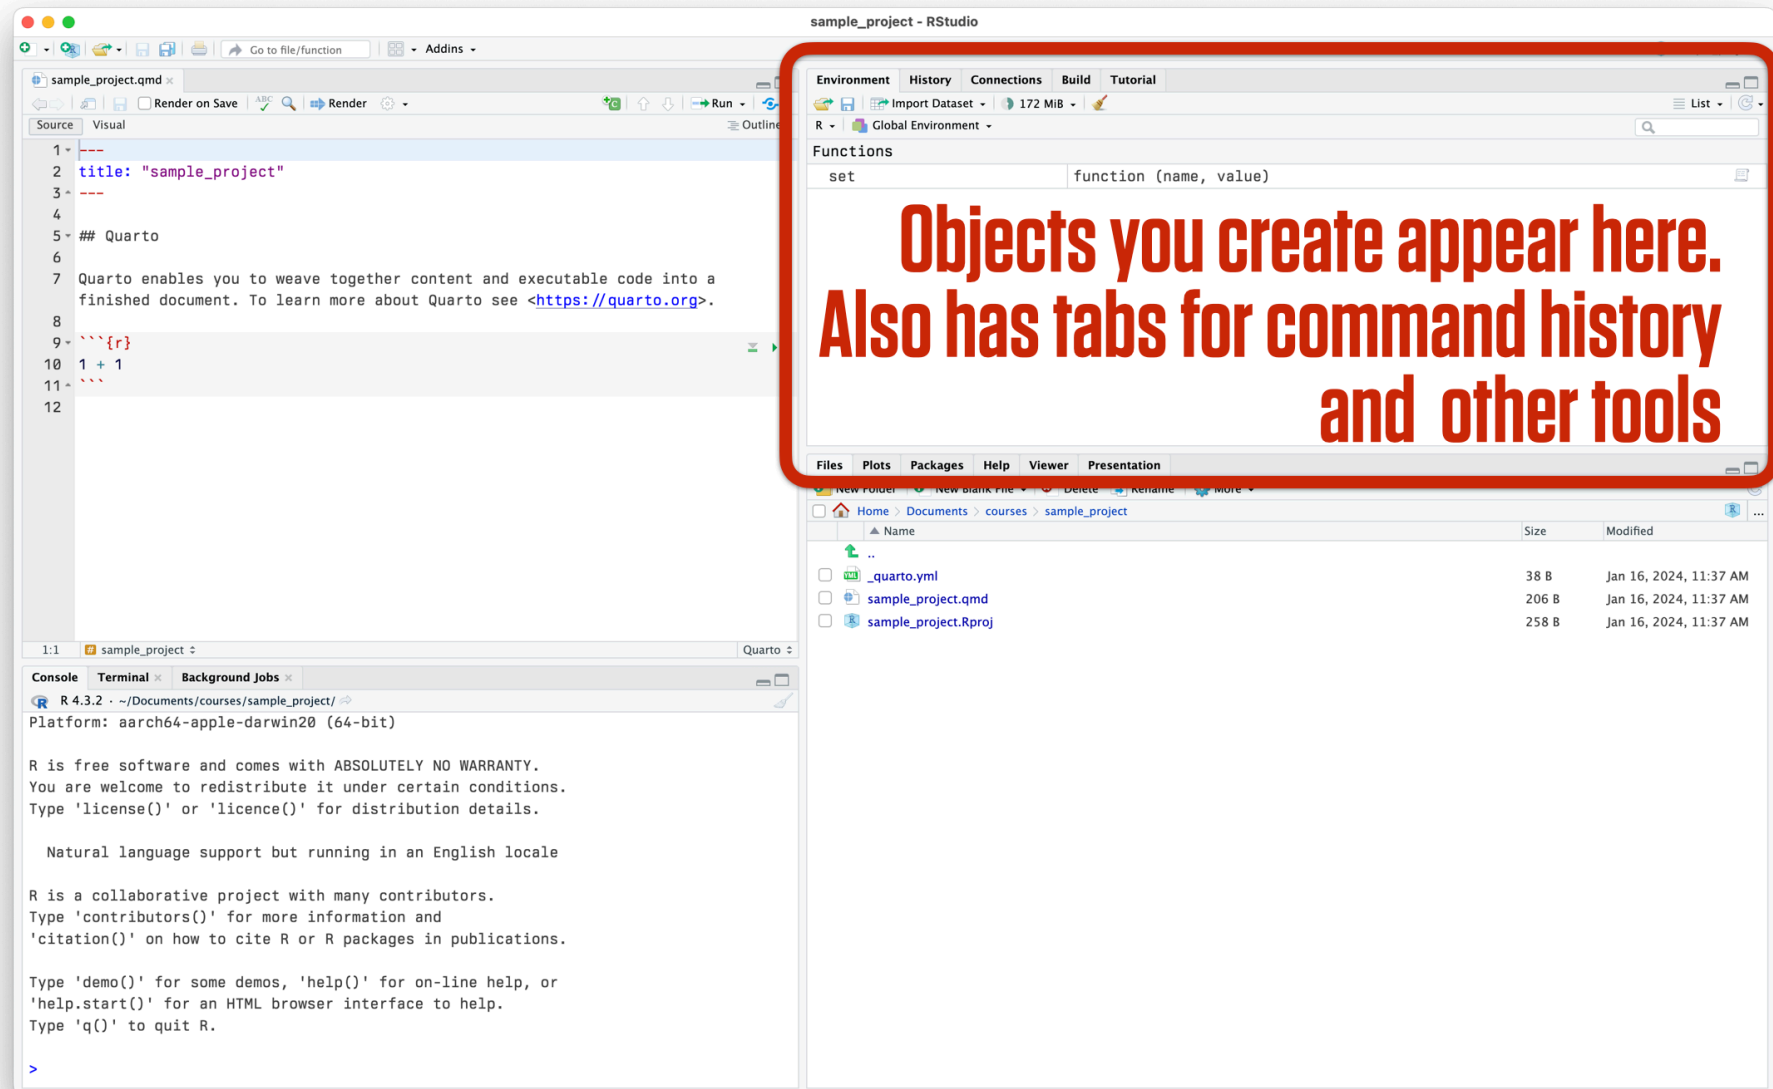 sample_project - RStudio
Go to file/function
Addins
sample_project.qmd
Render on Save
ABC
Render
Run
Source Visual
Outline
1 ---
2 title: "sample_project"
3 ---
4
5 ## Quarto
6
7 Quarto enables you to weave together content and executable code into a
finished document. To learn more about Quarto see <https://quarto.org>.
8
9 ```{r}
10 1 + 1
11 ```
12
1:1 # sample_project Quarto
Console Terminal Background Jobs
R 4.3.2 · ~/Documents/courses/sample_project/
Platform: aarch64-apple-darwin20 (64-bit)
R is free software and comes with ABSOLUTELY NO WARRANTY.
You are welcome to redistribute it under certain conditions.
Type 'license()' or 'licence()' for distribution details.
Natural language support but running in an English locale
R is a collaborative project with many contributors.
Type 'contributors()' for more information and
'citation()' on how to cite R or R packages in publications.
Type 'demo()' for some demos, 'help()' for on-line help, or
'help.start()' for an HTML browser interface to help.
Type 'q()' to quit R.
>
Environment History Connections Build Tutorial
Import Dataset 172 MiB List
R Global Environment
Functions
set function (name, value)
Objects you create appear here.
Also has tabs for command history
and other tools
Files Plots Packages Help Viewer Presentation
New Folder New Blank File Delete Rename More
Home > Documents > courses > sample_project R ...
Name Size Modified
..
YML _quarto.yml 38 B Jan 16, 2024, 11:37 AM
sample_project.qmd 206 B Jan 16, 2024, 11:37 AM
R sample_project.Rproj 258 B Jan 16, 2024, 11:37 AM